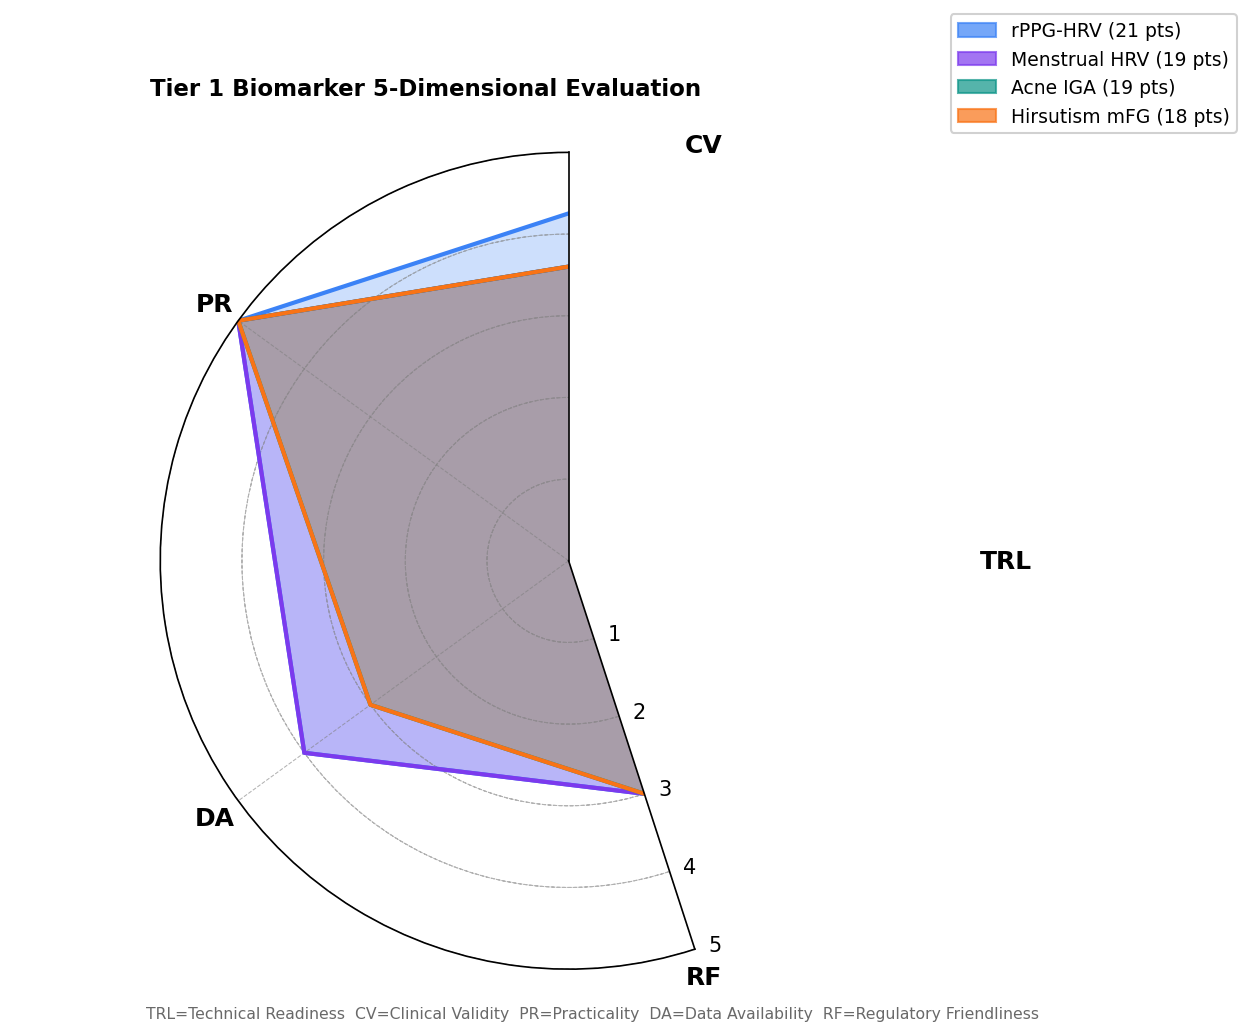 rPPG-HRV (21 pts)
Menstrual HRV (19 pts)
Acne IGA (19 pts)
Hirsutism mFG (18 pts)
Tier 1 Biomarker 5-Dimensional Evaluation
CV
PR
TRL
1
2
3
DA
4
5
RF
TRL=Technical Readiness  CV=Clinical Validity  PR=Practicality  DA=Data Availability  RF=Regulatory Friendliness